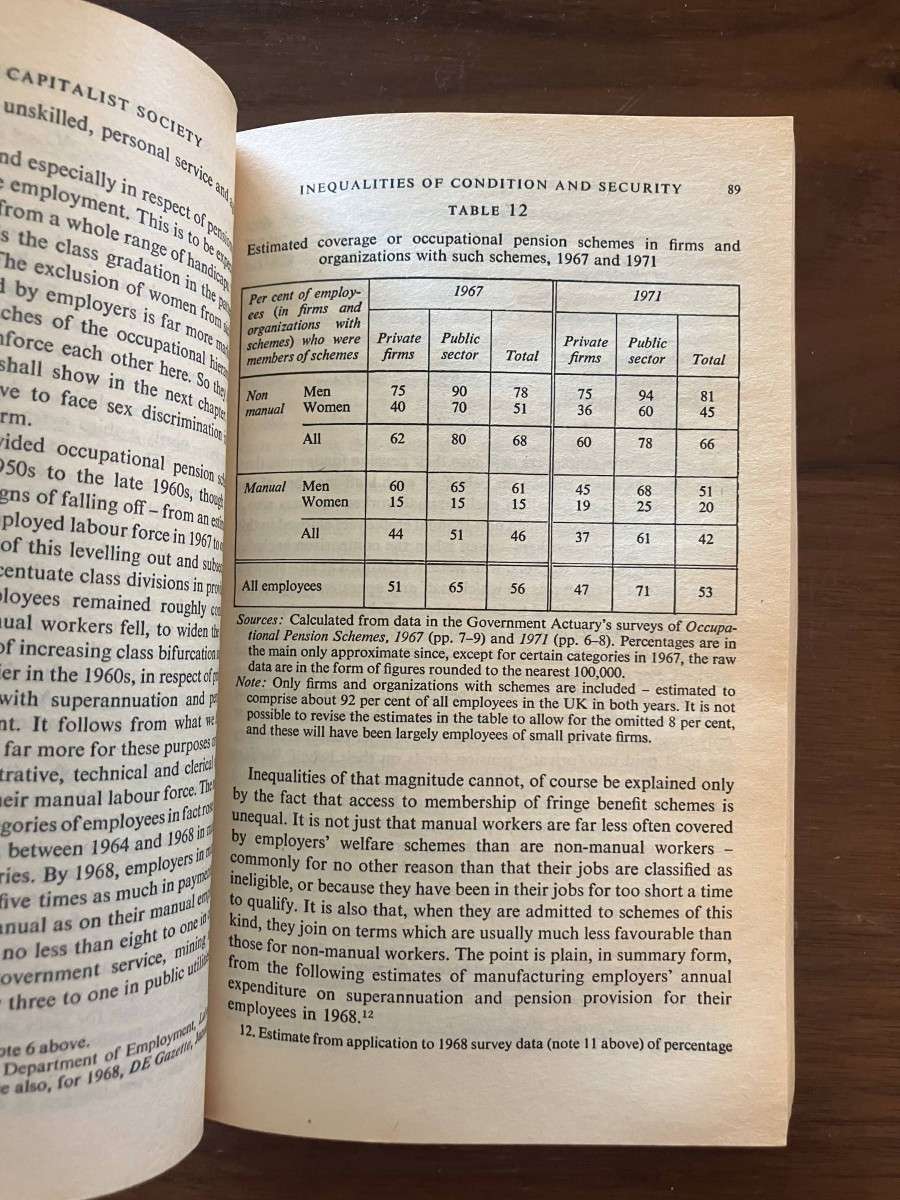 CAPITALIST SOCIETY
unskilled, personal service and
nd especially in respect of
employment. This is to be
from a whole range of
s the class gradation in the
The exclusion of women from
d by employers is far more
ches of the occupational
nforce each other here. So they
shall show in the next chapter
ve to face sex discrimination
rm.
vided occupational pension
950s to the late 1960s, though
gns of falling off – from an
ployed labour force in 1967 to
of this levelling out and
centuate class divisions in
ployees remained roughly
ual workers fell, to widen the
of increasing class bifurcation
ier in the 1960s, in respect of
with superannuation and
nt. It follows from what we
far more for these purposes
trative, technical and clerical
eir manual labour force. The
gories of employees in fact rose
between 1964 and 1968 in
ries. By 1968, employers in
five times as much in
nual as on their manual
no less than eight to one in
overnment service, mining
three to one in public
ote 6 above.
Department of Employment,
e also, for 1968, DE Gazette,
INEQUALITIES OF CONDITION AND SECURITY 89
TABLE 12
Estimated coverage or occupational pension schemes in firms and
organizations with such schemes, 1967 and 1971
Per cent of employ- 1967 1971
ees (in firms and
organizations with
schemes) who were Private Public Private Public
members of schemes firms sector Total firms sector Total
Non Men 75 90 78 75 94 81
manual Women 40 70 51 36 60 45
All 62 80 68 60 78 66
Manual Men 60 65 61 45 68 51
Women 15 15 15 19 25 20
All 44 51 46 37 61 42
All employees 51 65 56 47 71 53
Sources: Calculated from data in the Government Actuary's surveys of Occupa-
tional Pension Schemes, 1967 (pp. 7–9) and 1971 (pp. 6–8). Percentages are in
the main only approximate since, except for certain categories in 1967, the raw
data are in the form of figures rounded to the nearest 100,000.
Note: Only firms and organizations with schemes are included – estimated to
comprise about 92 per cent of all employees in the UK in both years. It is not
possible to revise the estimates in the table to allow for the omitted 8 per cent,
and these will have been largely employees of small private firms.
Inequalities of that magnitude cannot, of course be explained only
by the fact that access to membership of fringe benefit schemes is
unequal. It is not just that manual workers are far less often covered
by employers' welfare schemes than are non-manual workers –
commonly for no other reason than that their jobs are classified as
ineligible, or because they have been in their jobs for too short a time
to qualify. It is also that, when they are admitted to schemes of this
kind, they join on terms which are usually much less favourable than
those for non-manual workers. The point is plain, in summary form,
from the following estimates of manufacturing employers' annual
expenditure on superannuation and pension provision for their
employees in 1968.¹²
12. Estimate from application to 1968 survey data (note 11 above) of percentage